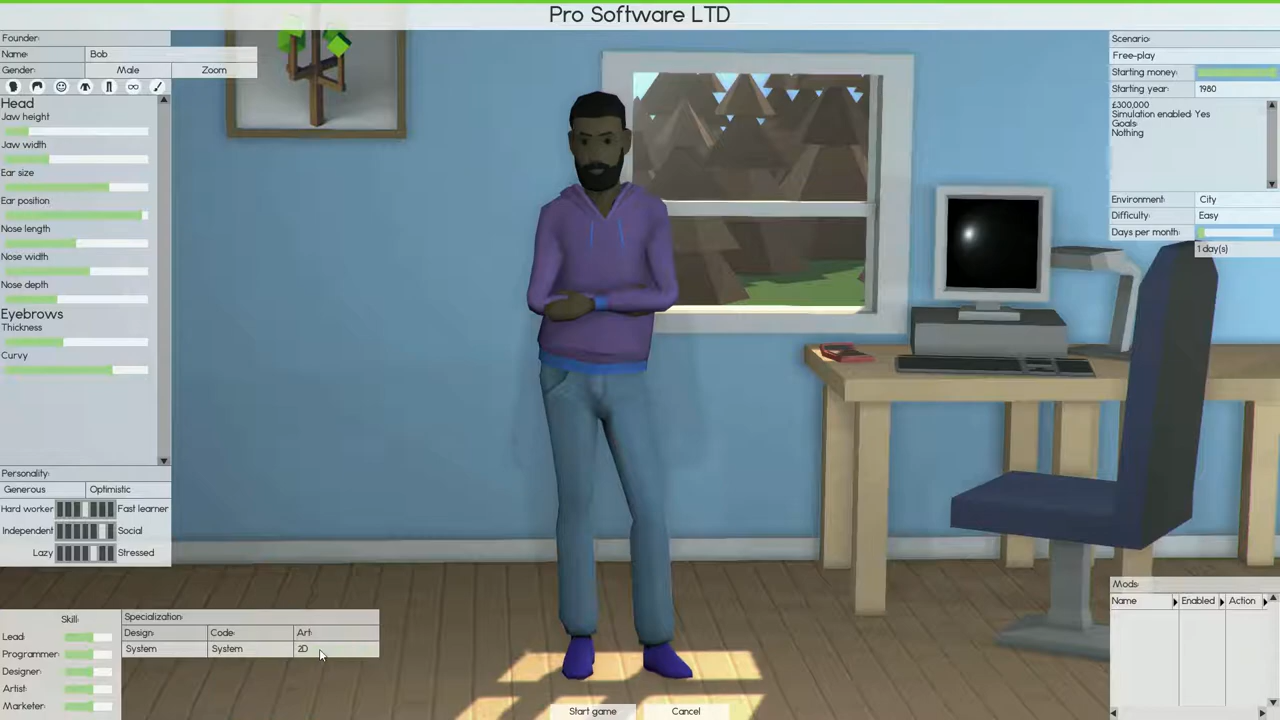 Pro Software LTD
Founder:
Name: Bob
Gender: Male Zoom
Head
Jaw height
Jaw width
Ear size
Ear position
Nose length
Nose width
Nose depth
Eyebrows
Thickness
Curvy
Personality:
Generous Optimistic
Hard worker Fast learner
Independent Social
Lazy Stressed
Skill:
Lead:
Programmer:
Designer:
Artist:
Marketer:
Specialization:
Design: Code: Art:
System System 2D
Start game Cancel
Scenario:
Free-play
Starting money:
Starting year: 1980
£300,000
Simulation enabled: Yes
Goals:
Nothing
Environment: City
Difficulty: Easy
Days per month:
1 day(s)
Mods:
Name Enabled Action